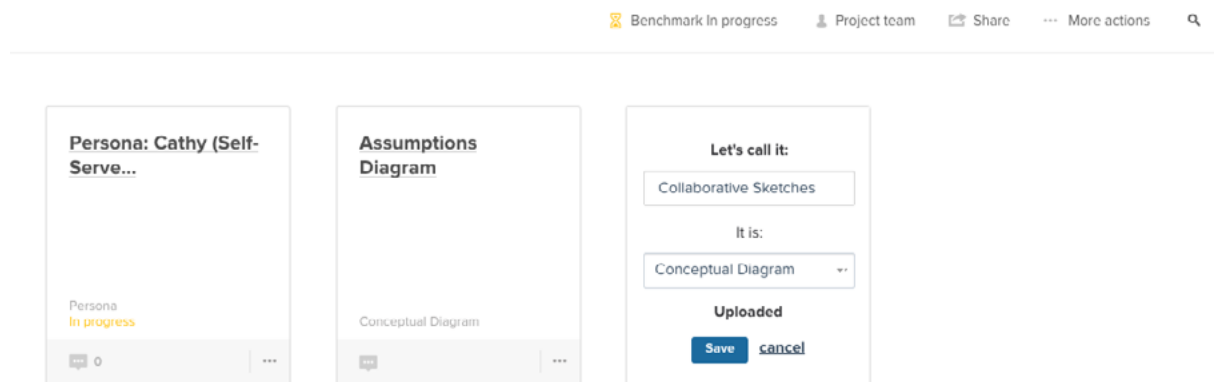 Benchmark In progress Project team Share ... More actions
Persona: Cathy (Self-
Serve...
Persona
In progress
0 ...
Assumptions
Diagram
Conceptual Diagram
...
Let's call it:
Collaborative Sketches
It is:
Conceptual Diagram
Uploaded
Save cancel